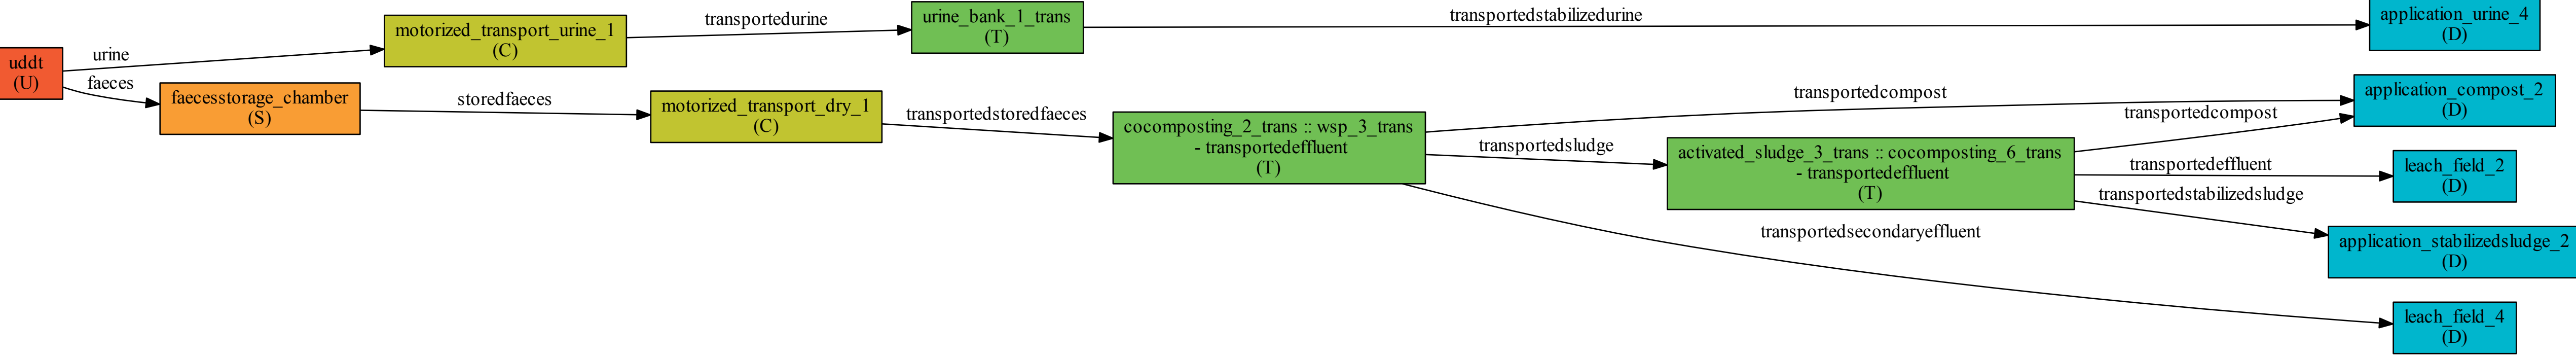 uddt
(U)
urine
faeces
motorized_transport_urine_1
(C)
transportedurine
urine_bank_1_trans
(T)
transportedstabilizedurine
application_urine_4
(D)
faecesstorage_chamber
(S)
storedfaeces
motorized_transport_dry_1
(C)
transportedstoredfaeces
cocomposting_2_trans :: wsp_3_trans
- transportedeffluent
(T)
transportedcompost
transportedsludge
transportedsecondaryeffluent
activated_sludge_3_trans :: cocomposting_6_trans
- transportedeffluent
(T)
transportedcompost
transportedeffluent
transportedstabilizedsludge
application_compost_2
(D)
leach_field_2
(D)
application_stabilizedsludge_2
(D)
leach_field_4
(D)